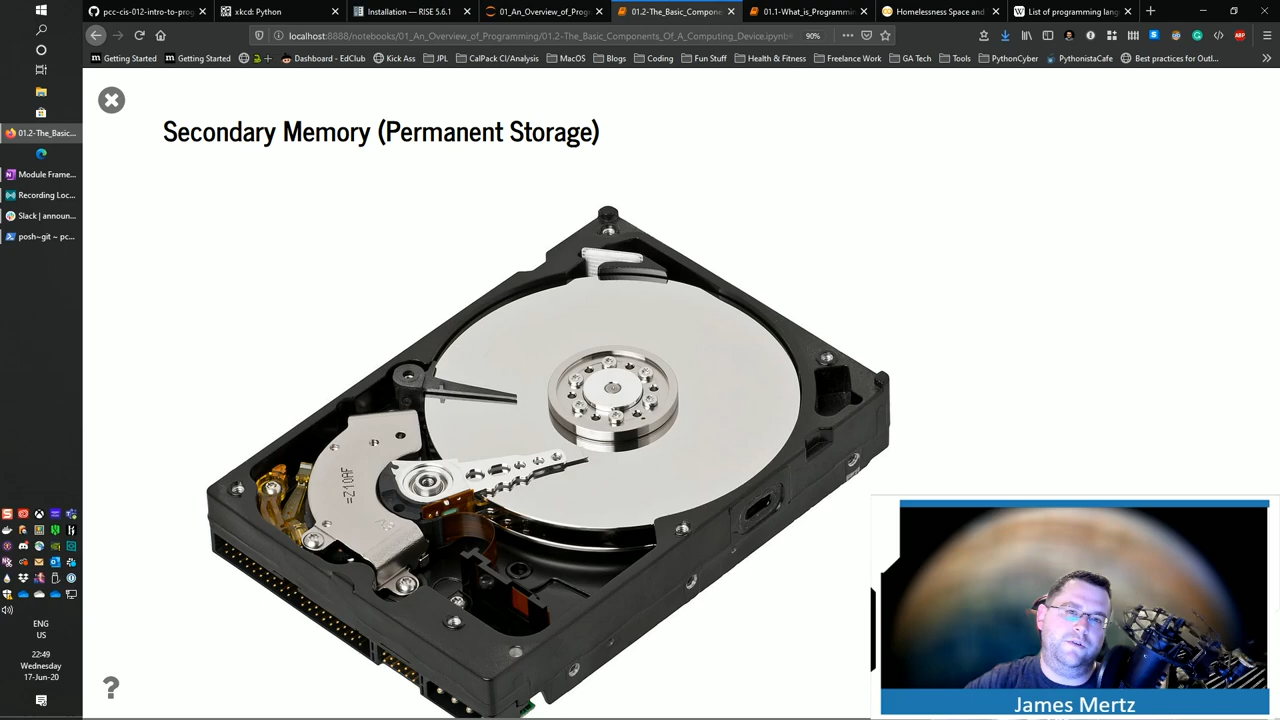 pcc-cis-012-intro-to-prog
xkcd: Python
Installation — RISE 5.6.1
01_An_Overview_of_Prog
01.2-The_Basic_Compone
01.1-What_is_Programmin
Homelessness Space and
List of programming lang
localhost:8888/notebooks/01_An_Overview_of_Programming/01.2-The_Basic_Components_Of_A_Computing_Device.ipynb
90%
Getting Started
Getting Started
Dashboard - EdClub
Kick Ass
JPL
CalPack CI/Analysis
MacOS
Blogs
Coding
Fun Stuff
Health & Fitness
Freelance Work
GA Tech
Tools
PythonCyber
PythonistaCafe
Best practices for Outl...
01.2-The_Basic...
Module Frame...
Recording Loc...
Slack | announ...
posh~git ~ pc...
Secondary Memory (Permanent Storage)
=Z10AF
?
ENG
US
22:49
Wednesday
17-Jun-20
James Mertz